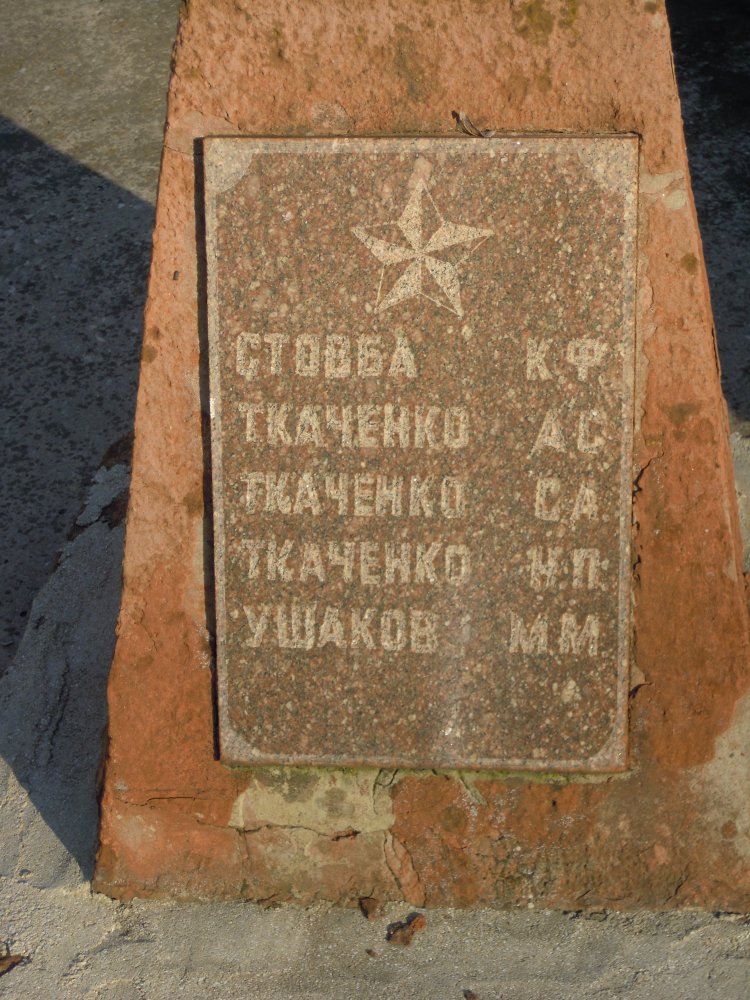 СТОВБА К Ф
ТКАЧЕНКО А С
ТКАЧЕНКО С А
ТКАЧЕНКО Н П
УШАКОВ М М